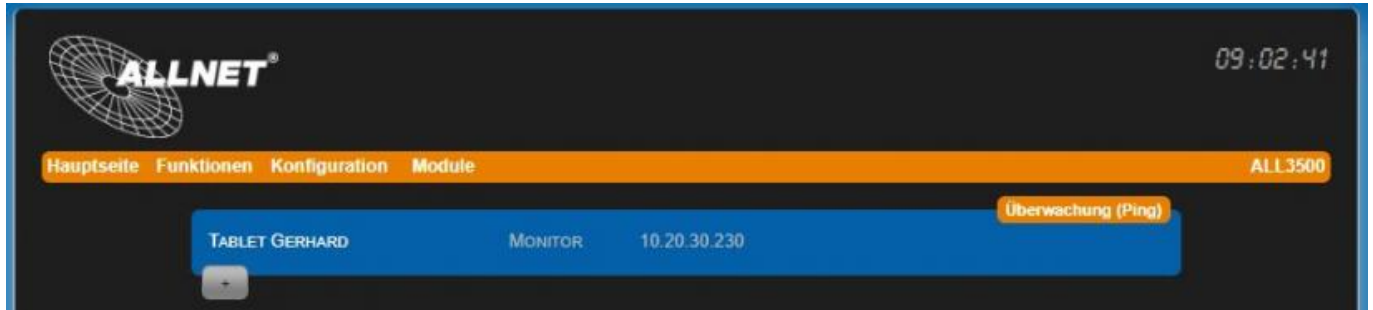 ALLNET®
09:02:41
Hauptseite Funktionen Konfiguration Module ALL3500
Überwachung (Ping)
TABLET GERHARD MONITOR 10.20.30.230
+